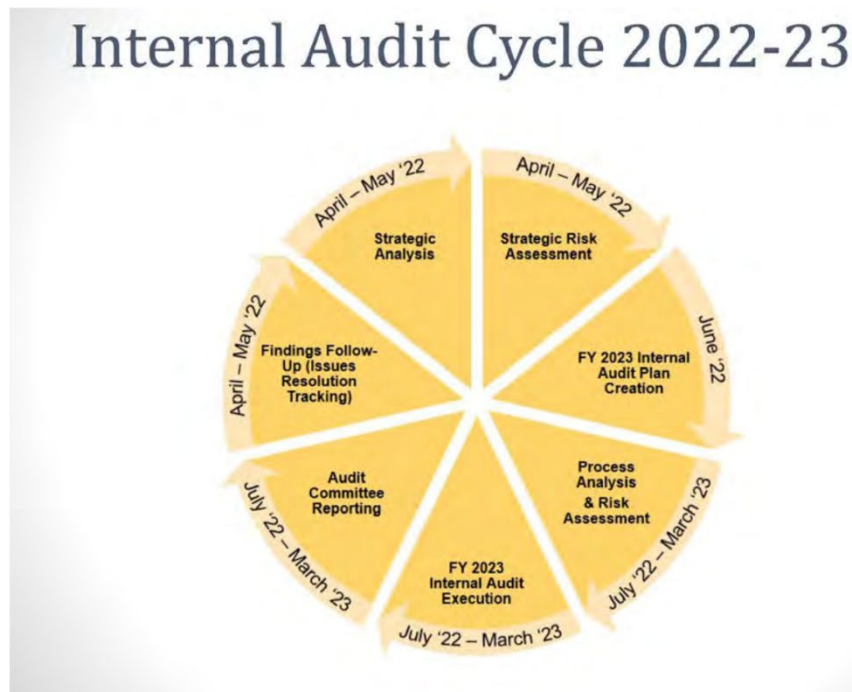 Internal Audit Cycle 2022-23
April – May ‘22
Strategic
Analysis
April – May ‘22
Strategic Risk
Assessment
June ‘22
FY 2023 Internal
Audit Plan
Creation
July ‘22 – March ‘23
Process
Analysis
& Risk
Assessment
July ‘22 – March ‘23
FY 2023
Internal Audit
Execution
July ‘22 – March ‘23
Audit
Committee
Reporting
April – May ‘22
Findings Follow-
Up (Issues
Resolution
Tracking)